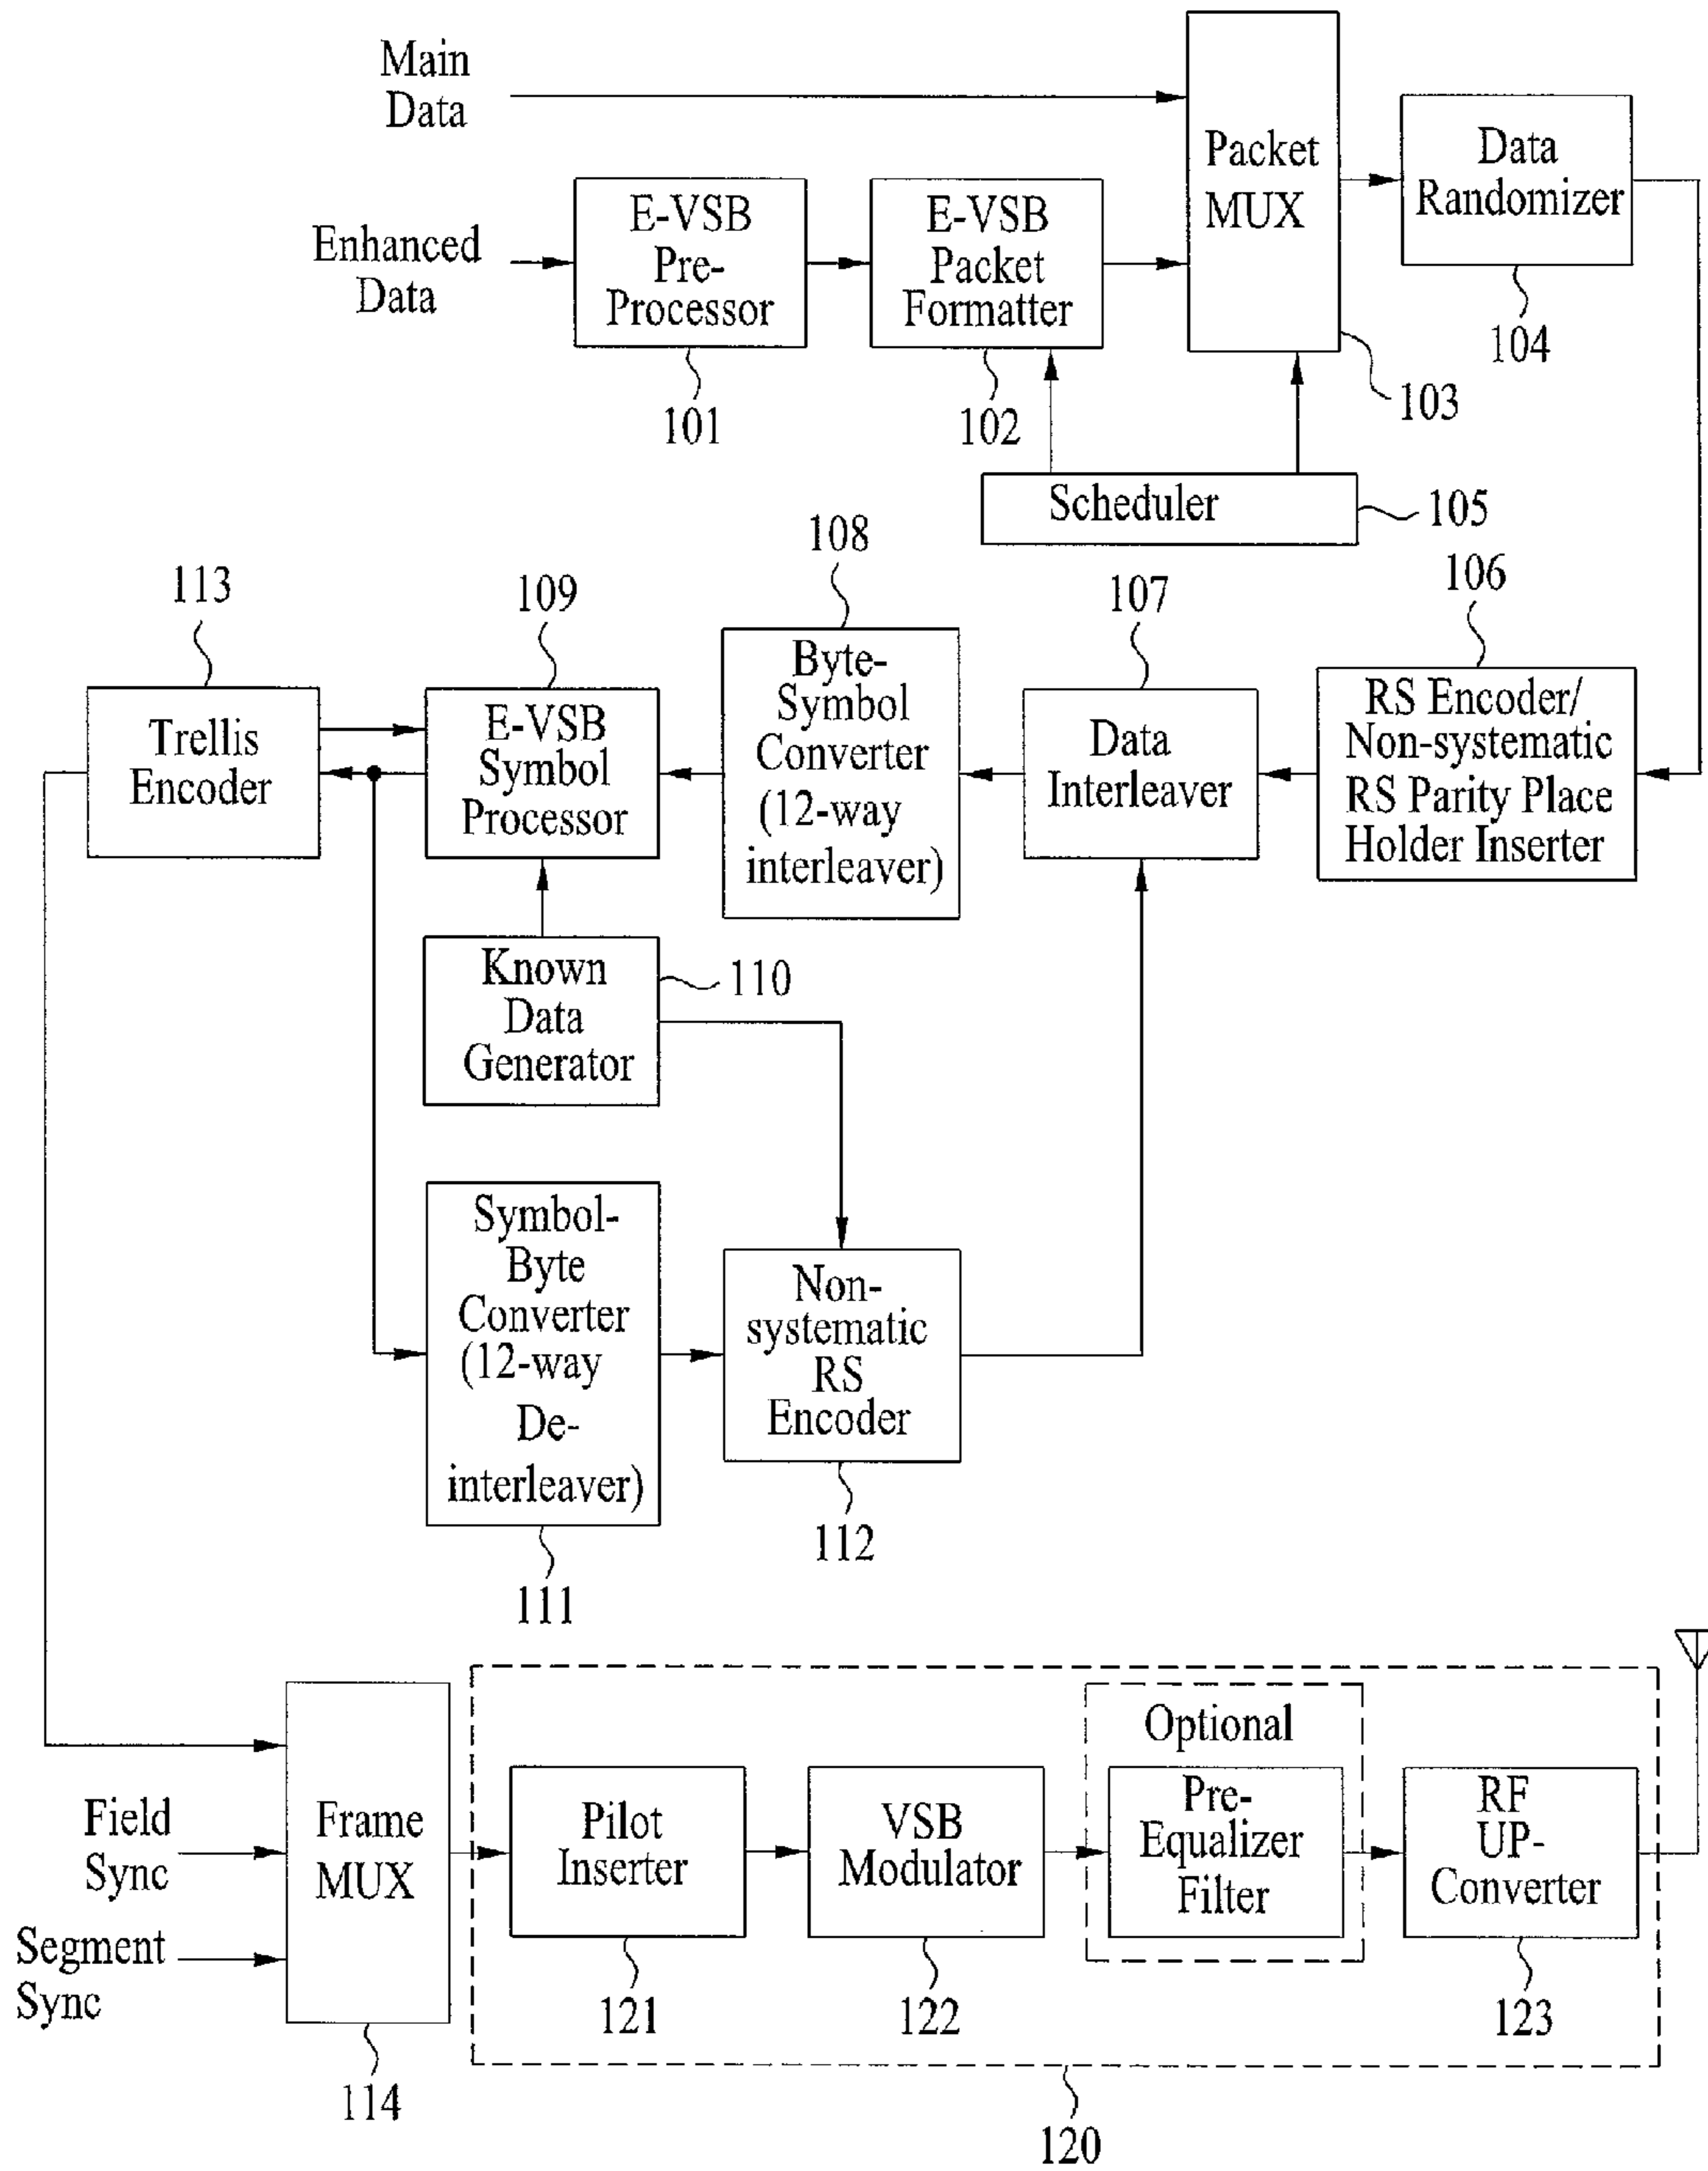 Main
Data
Enhanced
Data
E-VSB
Pre-
Processor
101
E-VSB
Packet
Formatter
102
Packet
MUX
103
Data
Randomizer
104
Scheduler
105
RS Encoder/
Non-systematic
RS Parity Place
Holder Inserter
106
Data
Interleaver
107
Byte-
Symbol
Converter
(12-way
interleaver)
108
E-VSB
Symbol
Processor
109
Trellis
Encoder
113
Known
Data
Generator
110
Symbol-
Byte
Converter
(12-way
De-
interleaver)
111
Non-
systematic
RS
Encoder
112
Field
Sync
Segment
Sync
Frame
MUX
114
Pilot
Inserter
121
VSB
Modulator
122
Optional
Pre-
Equalizer
Filter
RF
UP-
Converter
123
120